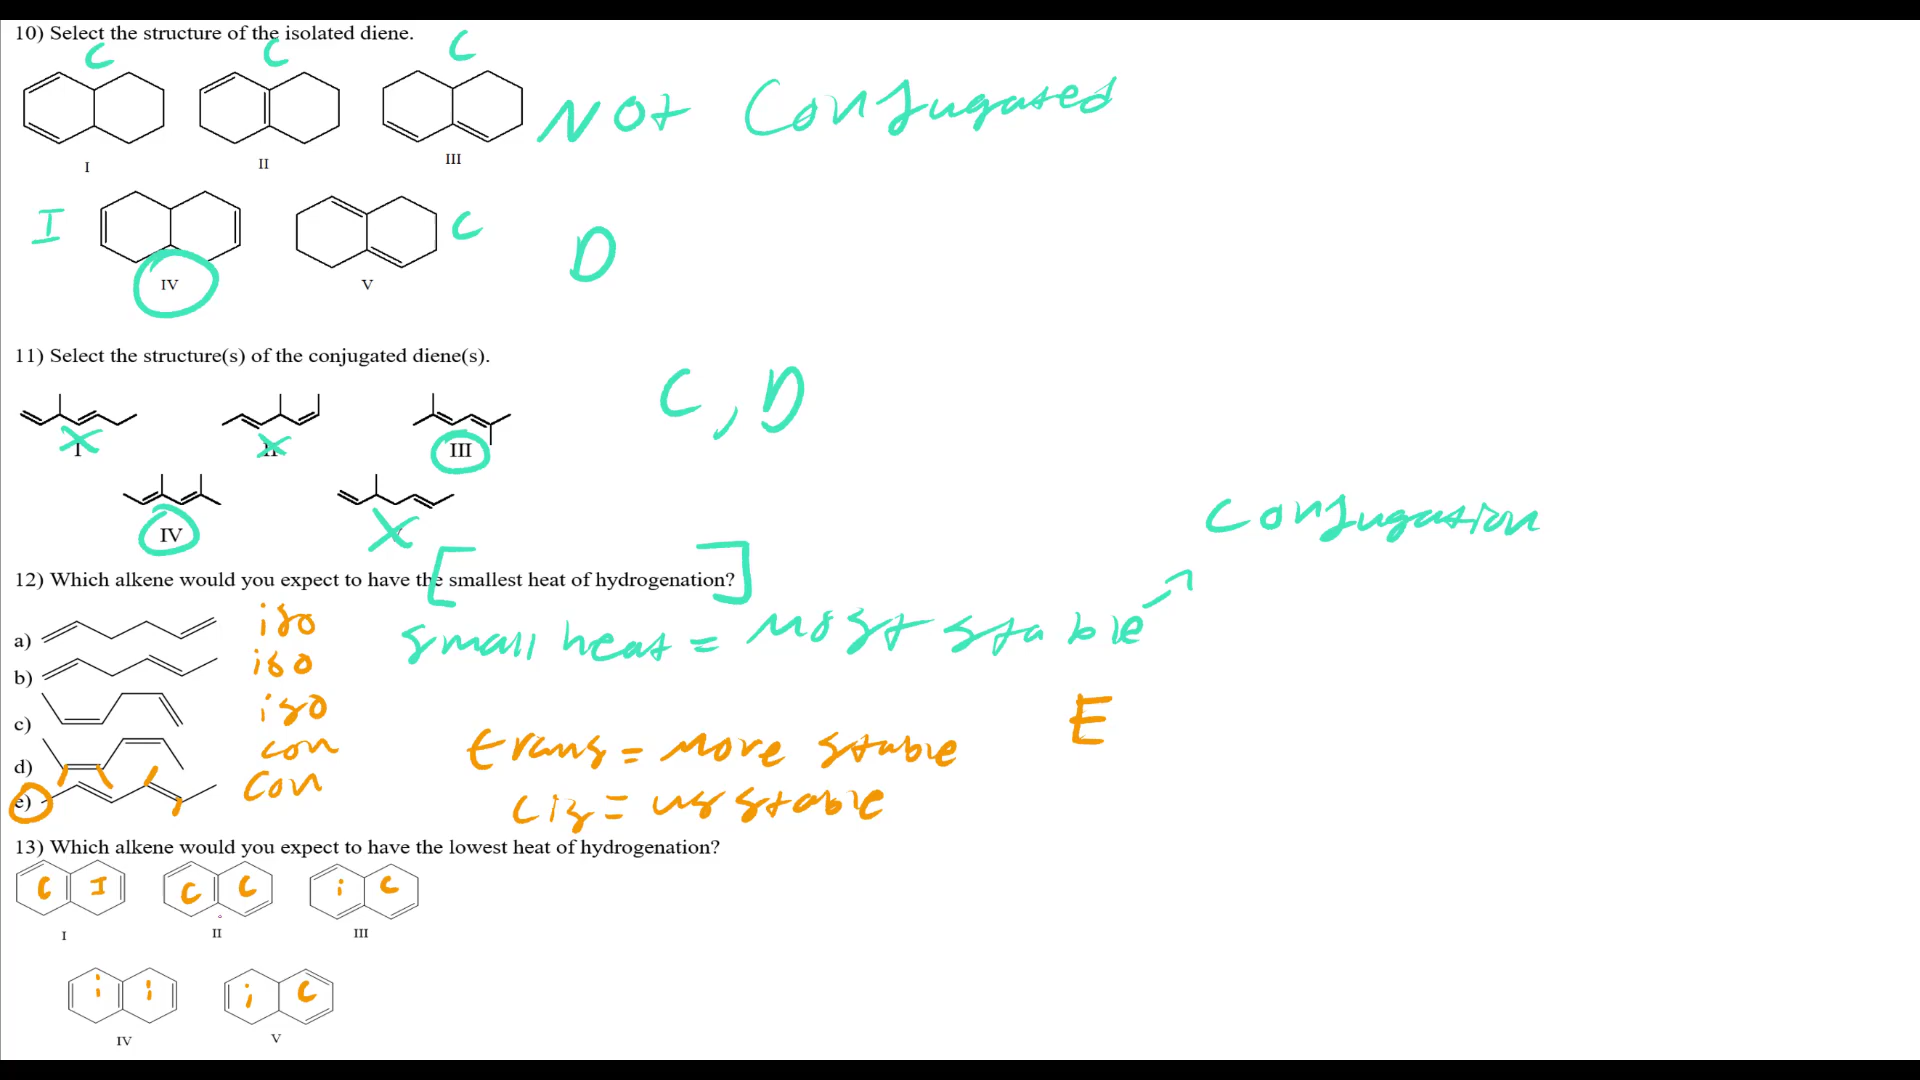 10) Select the structure of the isolated diene.
C C C
NOT Conjugated
I II III
I C D
IV V
11) Select the structure(s) of the conjugated diene(s).
C, D
I III
IV
Conjugation
12) Which alkene would you expect to have the smallest heat of hydrogenation?
a) iso small heat = most stable
b) iso
c) iso E
d) con trans = more stable
e) con cis =
13) Which alkene would you expect to have the lowest heat of hydrogenation?
C I C C i C
I II III
i i i C
IV V